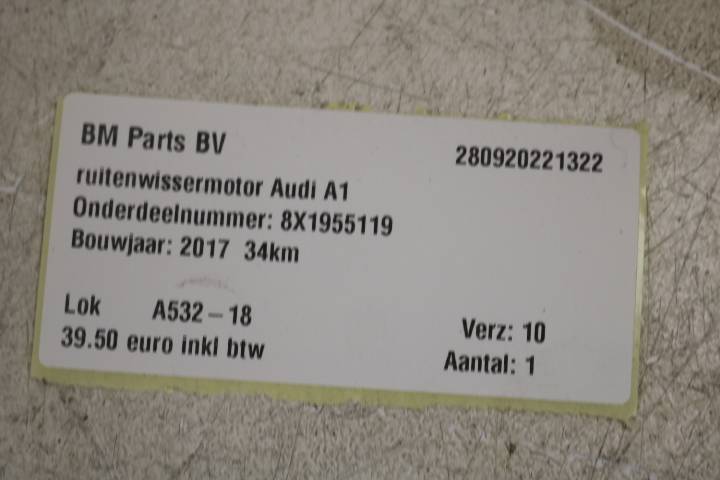 BM Parts BV 280920221322
ruitenwissermotor Audi A1
Onderdeelnummer: 8X1955119
Bouwjaar: 2017 34km
Lok A532-18 Verz: 10
39.50 euro inkl btw Aantal: 1